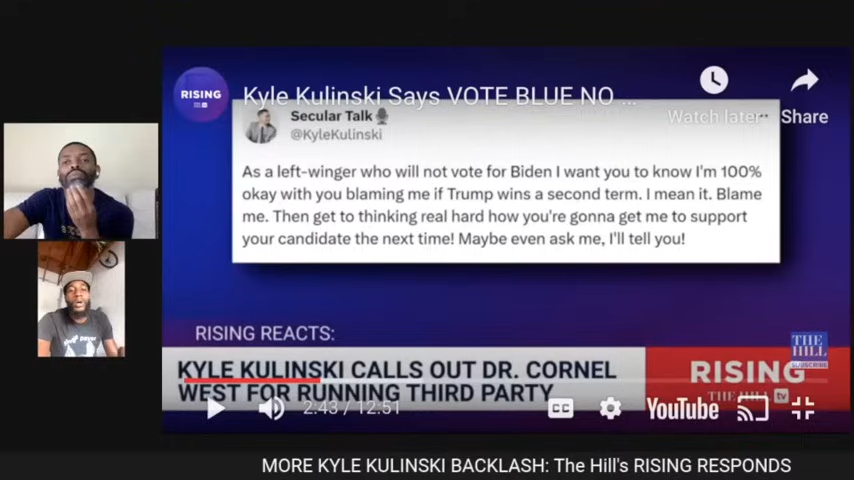 RISING
Kyle Kulinski Says VOTE BLUE NO ...
Watch later
Share
Secular Talk
@KyleKulinski
As a left-winger who will not vote for Biden I want you to know I'm 100%
okay with you blaming me if Trump wins a second term. I mean it. Blame
me. Then get to thinking real hard how you're gonna get me to support
your candidate the next time! Maybe even ask me, I'll tell you!
RISING REACTS:
KYLE KULINSKI CALLS OUT DR. CORNEL
WEST FOR RUNNING THIRD PARTY
THE
HILL
SUBSCRIBE
RISING
THE HILL tv
2:43 / 12:51
CC
YouTube
MORE KYLE KULINSKI BACKLASH: The Hill's RISING RESPONDS